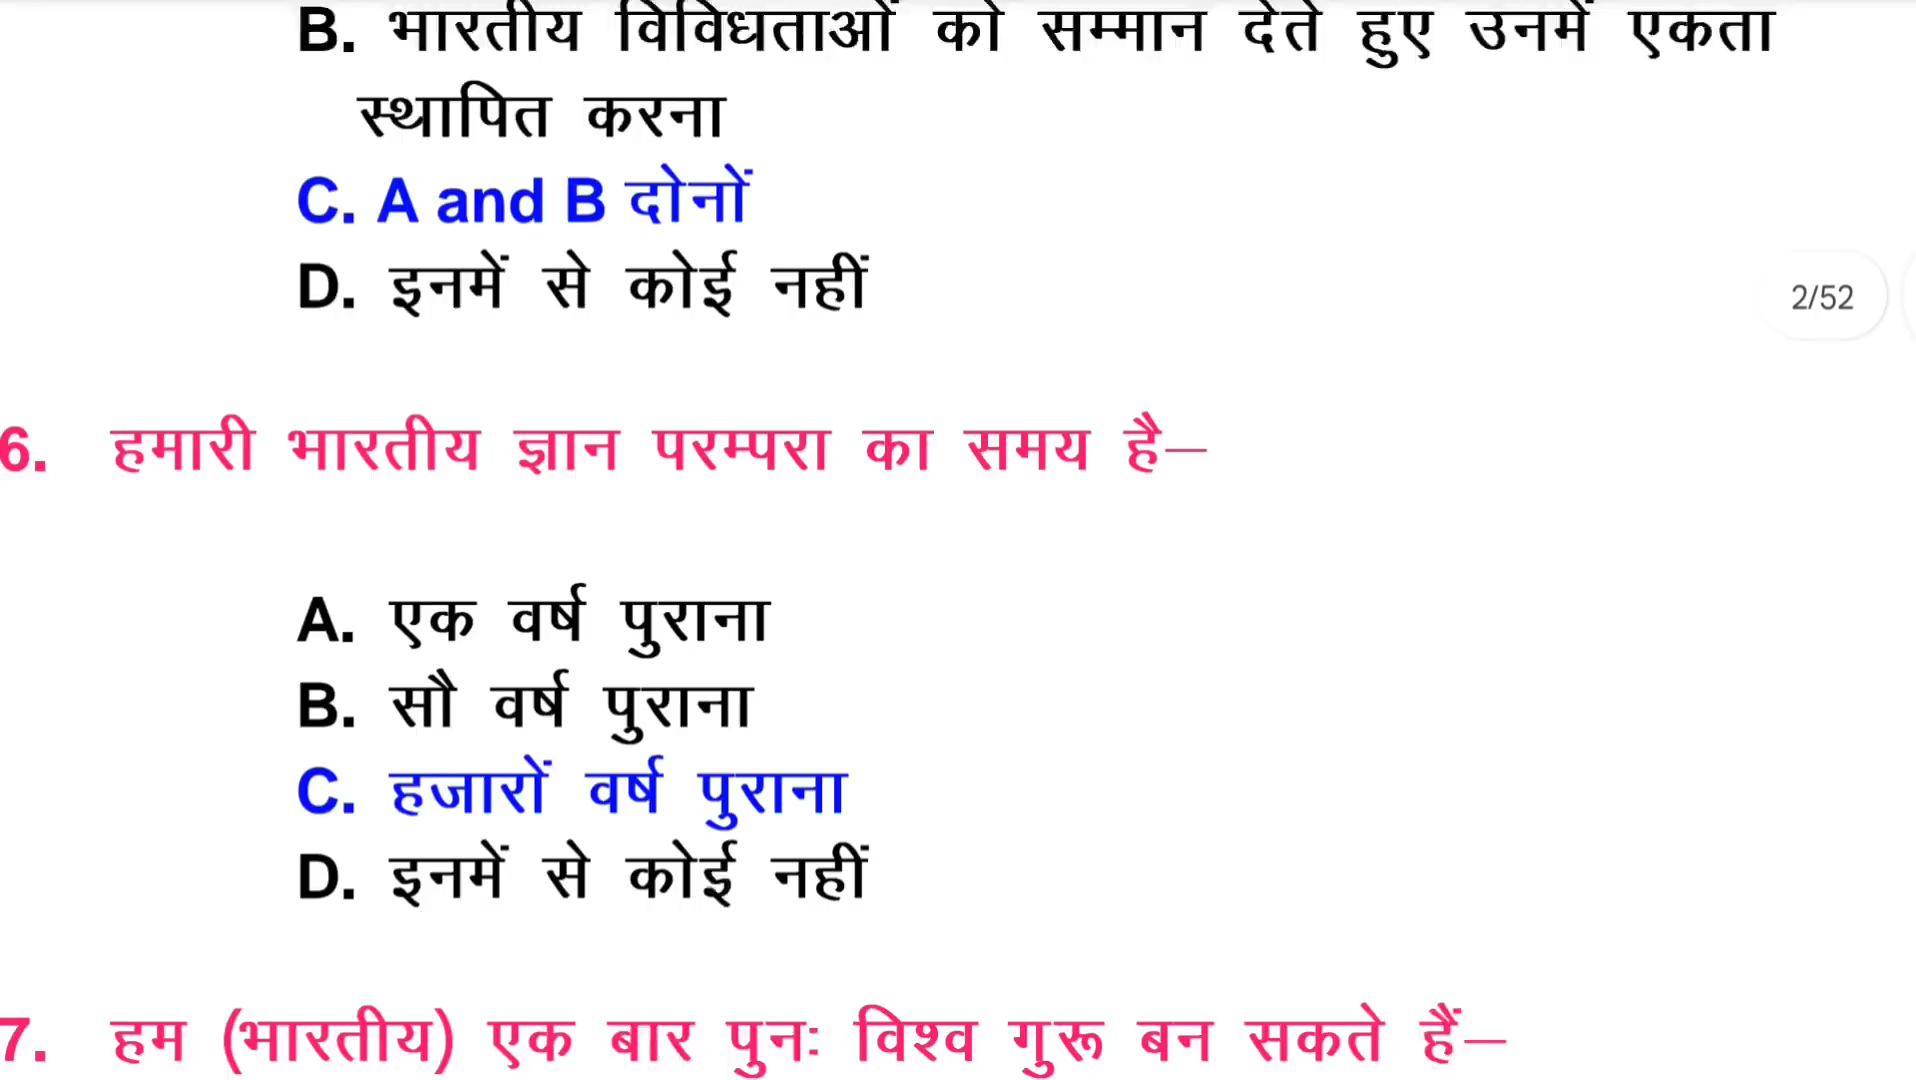 B. भारतीय विविधताओं को सम्मान देते हुए उनमें एकता
स्थापित करना
C. A and B दोनों
D. इनमें से कोई नहीं
2/52
6. हमारी भारतीय ज्ञान परम्परा का समय है–
A. एक वर्ष पुराना
B. सौ वर्ष पुराना
C. हजारों वर्ष पुराना
D. इनमें से कोई नहीं
7. हम (भारतीय) एक बार पुनः विश्व गुरू बन सकते हैं–